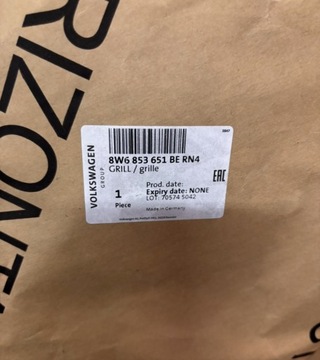 RIZONT
VOLKSWAGEN
GROUP
8W6 853 651 BE RN4
GRILL / grille
EAC
1
Piece
Prod. date:
Expiry date: NONE
LOT: 70574 5042
Made in Germany